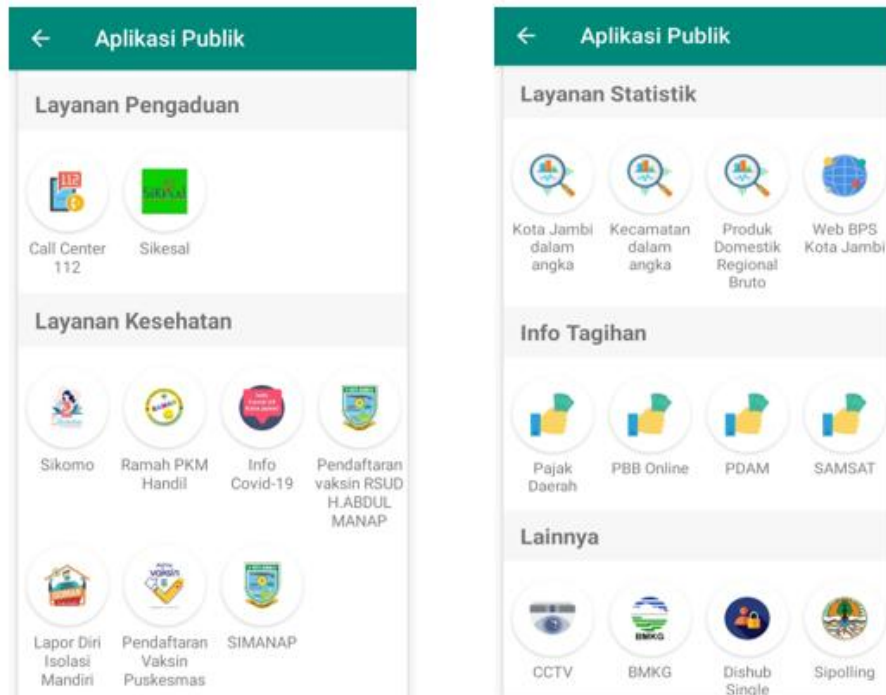 Aplikasi Publik
Layanan Pengaduan
112
SiKesal
Call Center
112
Sikesal
Layanan Kesehatan
RAMAH
Sikomo
Ramah PKM
Handil
Info
Covid-19
Pendaftaran
vaksin RSUD
H.ABDUL
MANAP
VAKSIN
Lapor Diri
Isolasi
Mandiri
Pendaftaran
Vaksin
Puskesmas
SIMANAP
Aplikasi Publik
Layanan Statistik
Kota Jambi
dalam
angka
Kecamatan
dalam
angka
Produk
Domestik
Regional
Bruto
Web BPS
Kota Jambi
Info Tagihan
Pajak
Daerah
PBB Online
PDAM
SAMSAT
Lainnya
BMKG
CCTV
BMKG
Dishub
Single
Sipolling